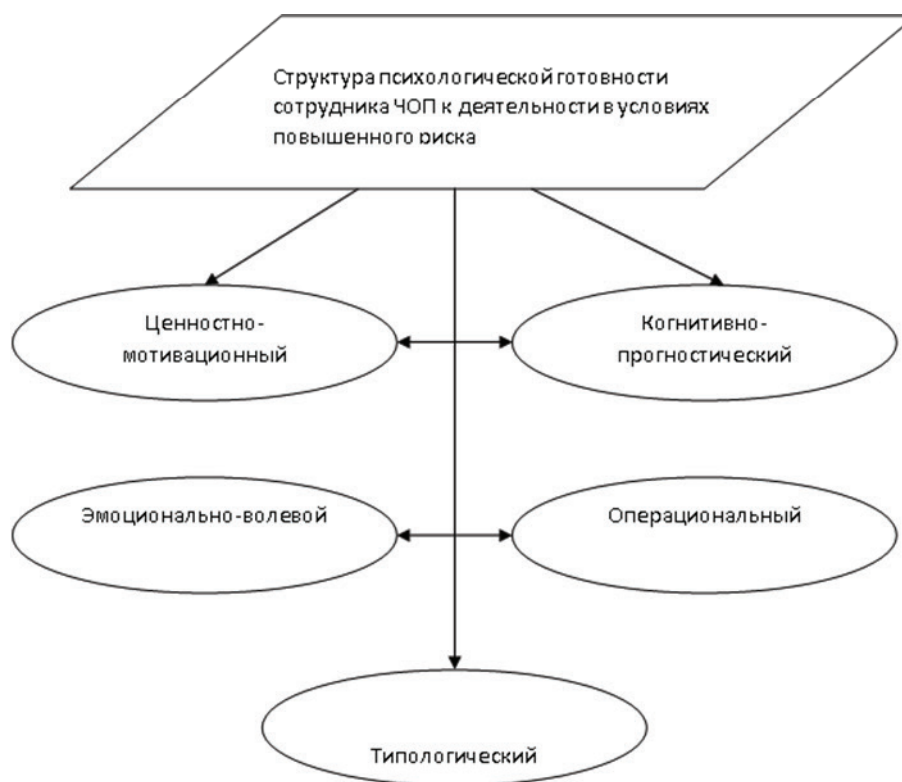 Структура психологической готовности
сотрудника ЧОП к деятельности в условиях
повышенного риска
Ценностно-
мотивационный
Когнитивно-
прогностический
Эмоционально-волевой
Операциональный
Типологический